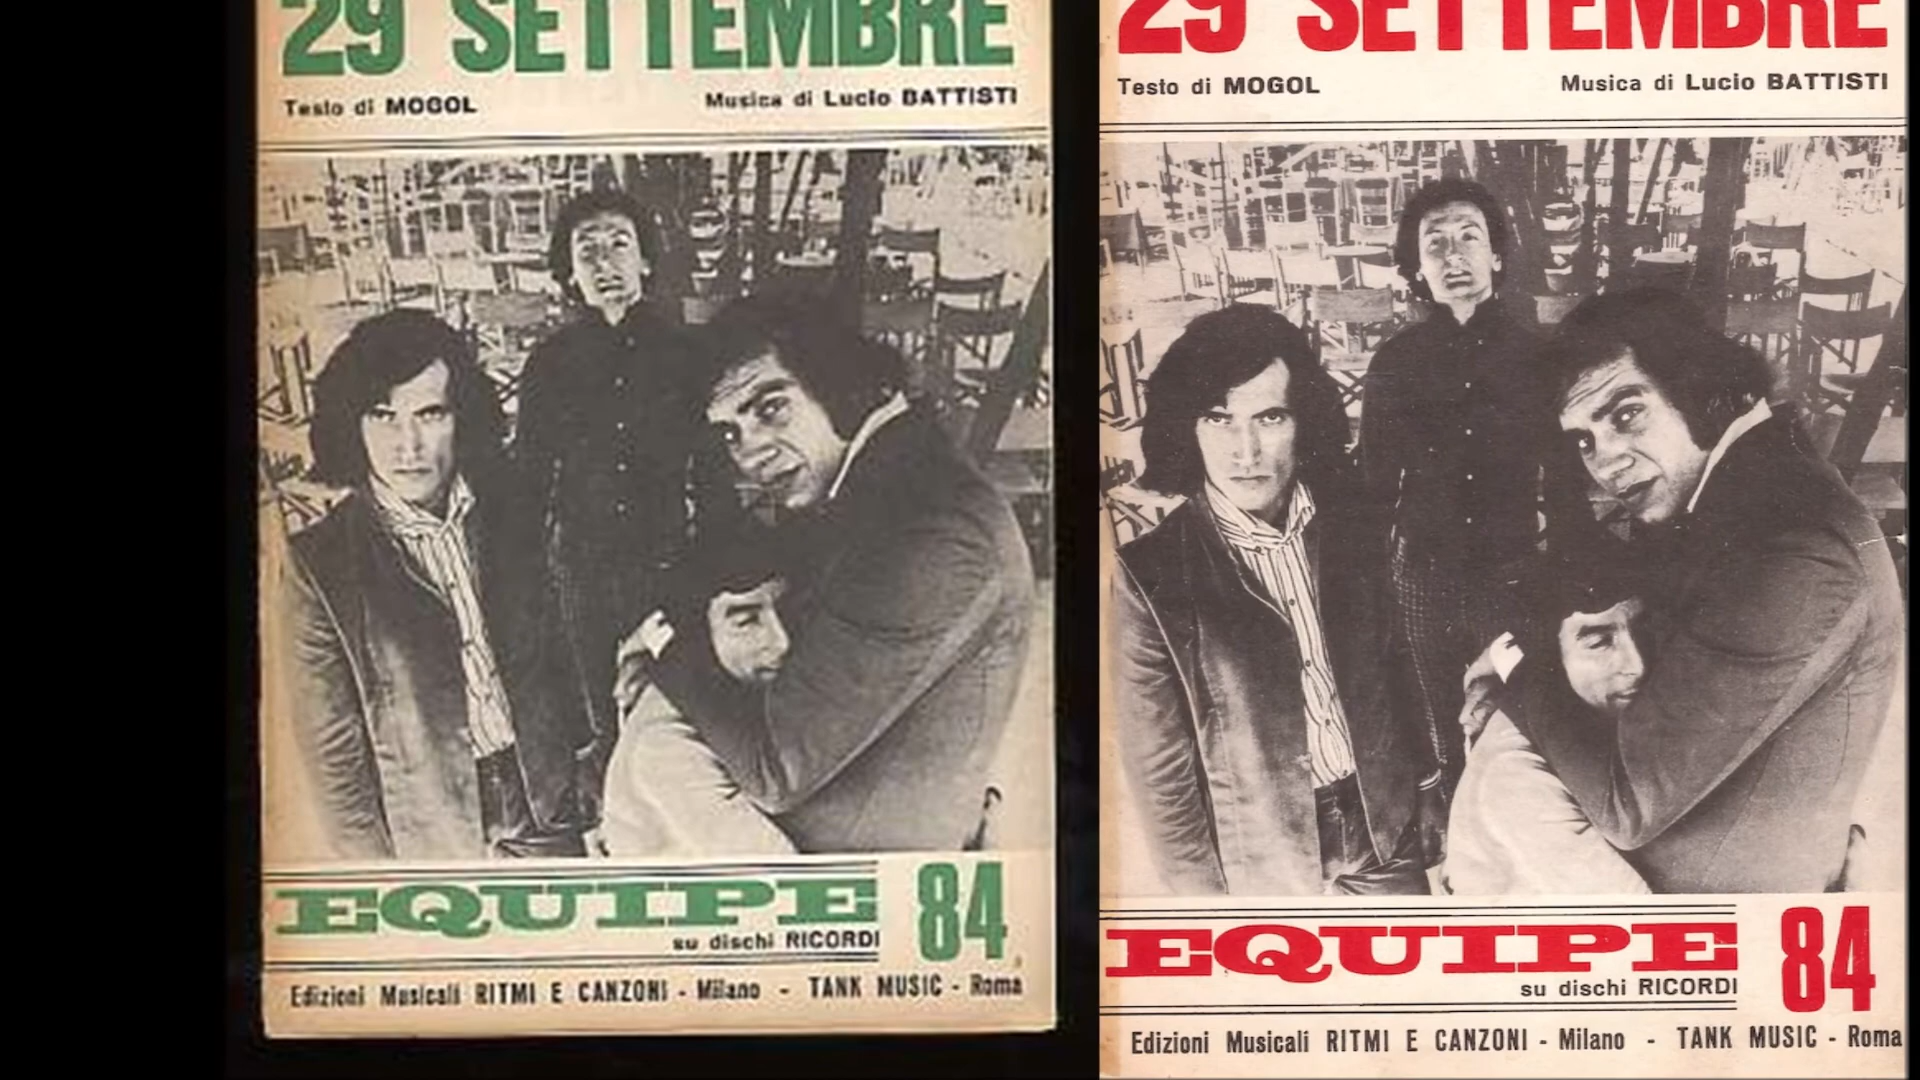 29 SETTEMBRE
Testo di MOGOL Musica di Lucio BATTISTI
EQUIPE 84
su dischi RICORDI
Edizioni Musicali RITMI E CANZONI - Milano - TANK MUSIC - Roma
29 SETTEMBRE
Testo di MOGOL Musica di Lucio BATTISTI
EQUIPE 84
su dischi RICORDI
Edizioni Musicali RITMI E CANZONI - Milano - TANK MUSIC - Roma